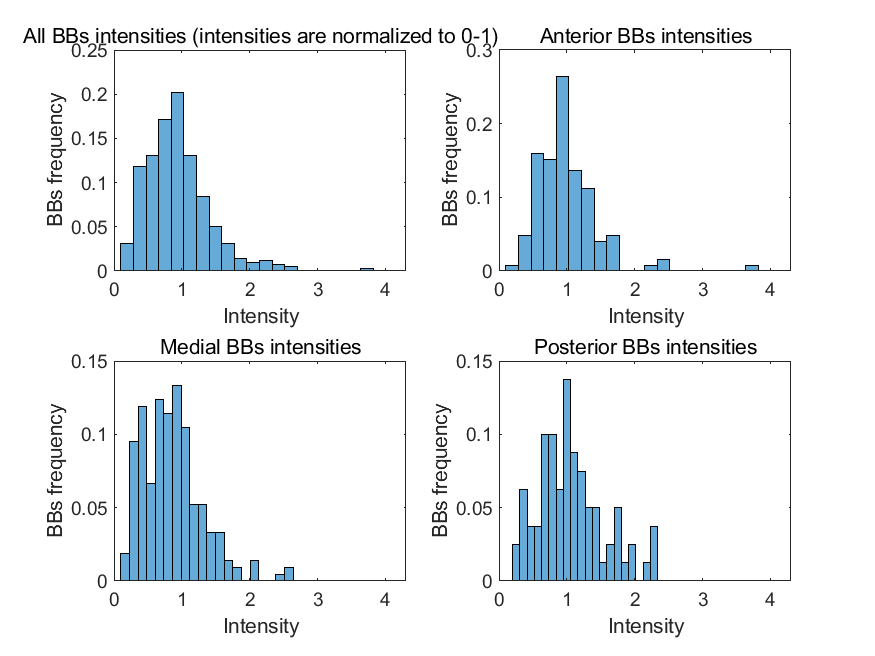 All BBs intensities (intensities are normalized to 0-1)
BBs frequency
0.25
0.2
0.15
0.1
0.05
0
0 1 2 3 4
Intensity
Anterior BBs intensities
BBs frequency
0.3
0.2
0.1
0
0 1 2 3 4
Intensity
Medial BBs intensities
BBs frequency
0.15
0.1
0.05
0
0 1 2 3 4
Intensity
Posterior BBs intensities
BBs frequency
0.15
0.1
0.05
0
0 1 2 3 4
Intensity